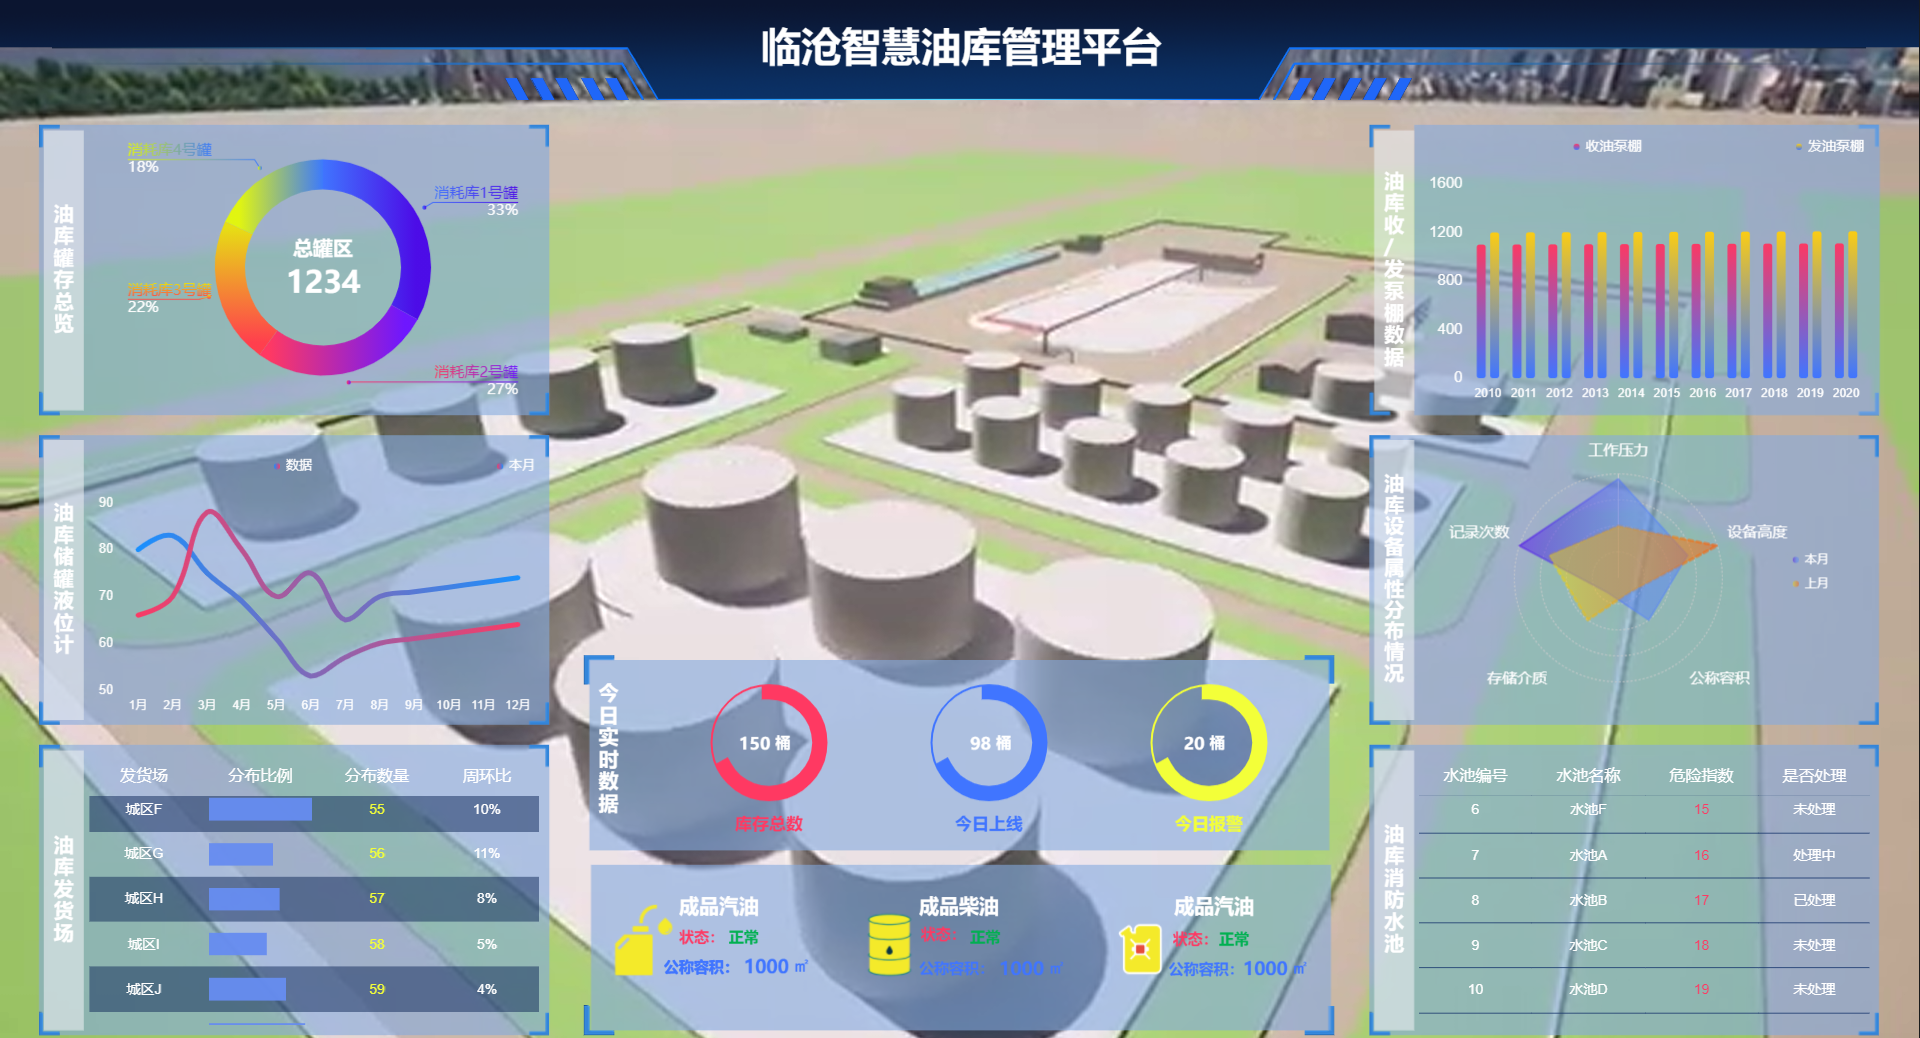 临沧智慧油库管理平台
油库罐存总览
消耗库4号罐
18%
消耗库1号罐
33%
总罐区
1234
消耗库3号罐
22%
消耗库2号罐
27%
油库储罐液位计
数据
本月
90
80
70
60
50
1月 2月 3月 4月 5月 6月 7月 8月 9月 10月 11月 12月
油库发货场
发货场 分布比例 分布数量 周环比
城区F 55 10%
城区G 56 11%
城区H 57 8%
城区I 58 5%
城区J 59 4%
今日实时数据
150 桶
98 桶
20 桶
库存总数
今日上线
今日报警
成品汽油
状态： 正常
公称容积： 1000 ㎡
成品柴油
状态： 正常
公称容积： 1000 ㎡
成品汽油
状态： 正常
公称容积： 1000 ㎡
油库收/发泵棚数据
收油泵棚
发油泵棚
1600
1200
800
400
0
2010 2011 2012 2013 2014 2015 2016 2017 2018 2019 2020
油库设备属性分布情况
工作压力
记录次数
设备高度
本月
上月
存储介质
公称容积
油库消防水池
水池编号 水池名称 危险指数 是否处理
6 水池F 15 未处理
7 水池A 16 处理中
8 水池B 17 已处理
9 水池C 18 未处理
10 水池D 19 未处理